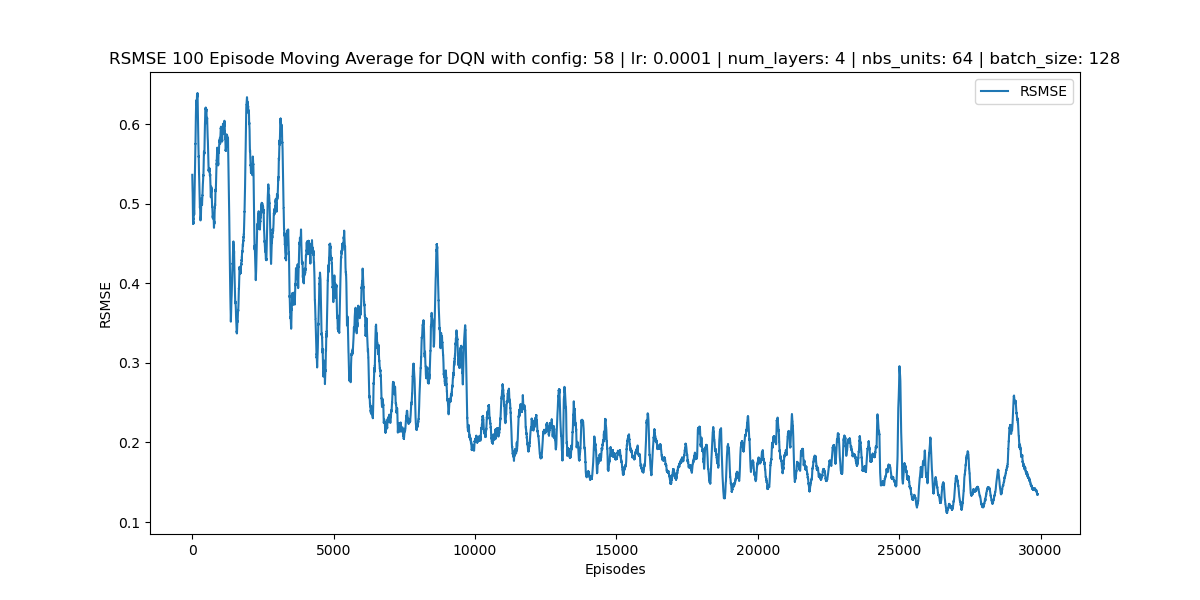 RSMSE 100 Episode Moving Average for DQN with config: 58 | lr: 0.0001 | num_layers: 4 | nbs_units: 64 | batch_size: 128
RSMSE
0.6
0.5
0.4
0.3
0.2
0.1
RSMSE
0 5000 10000 15000 20000 25000 30000
Episodes